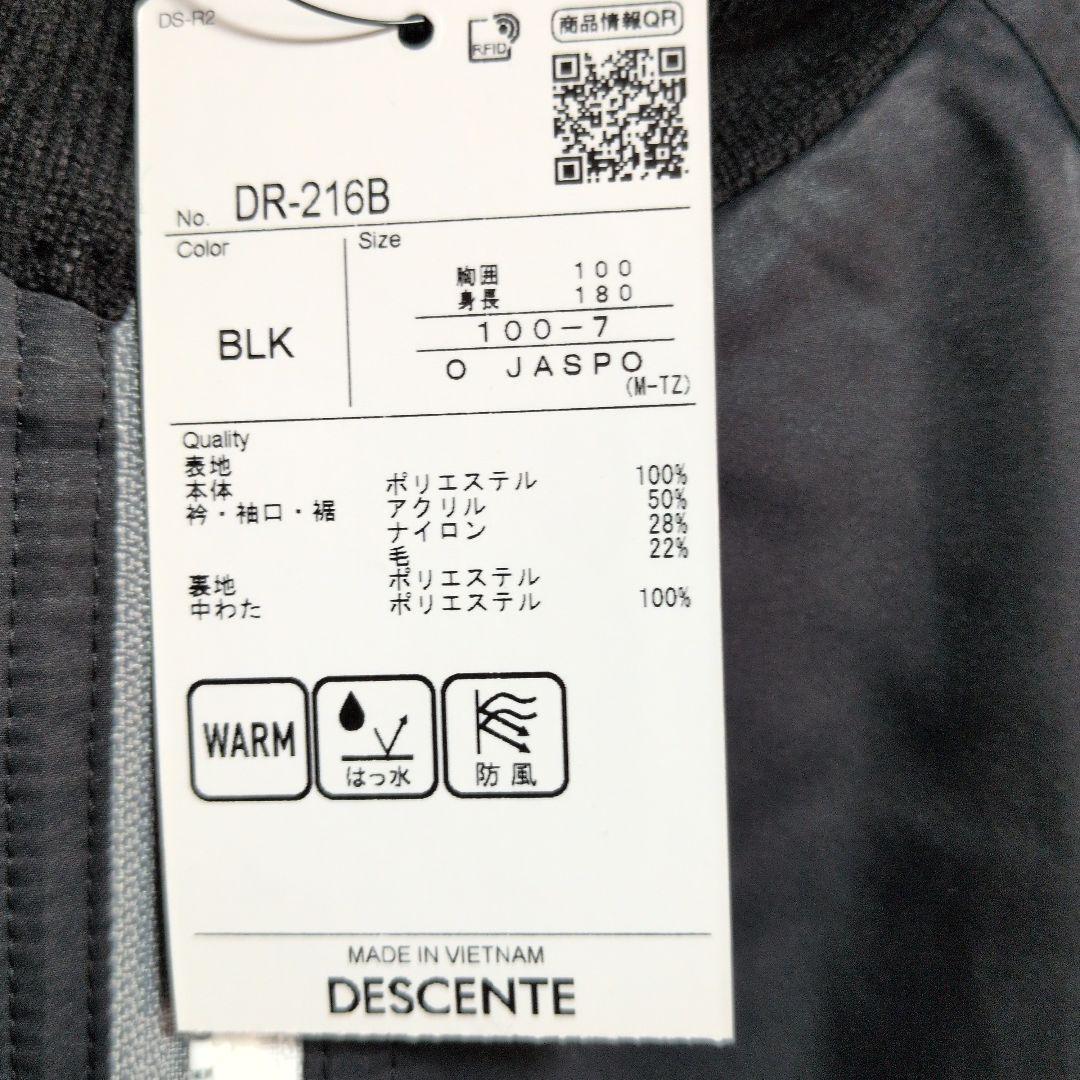 DS-R2
RFID
商品情報QR
No. DR-216B
Color
Size
BLK
胸囲 100
身長 180
100-7
O JASPO
(M-TZ)
Quality
表地
本体 ポリエステル 100%
衿・袖口・裾 アクリル 50%
ナイロン 28%
毛 22%
裏地 ポリエステル
中わた ポリエステル 100%
WARM
はっ水
防風
MADE IN VIETNAM
DESCENTE